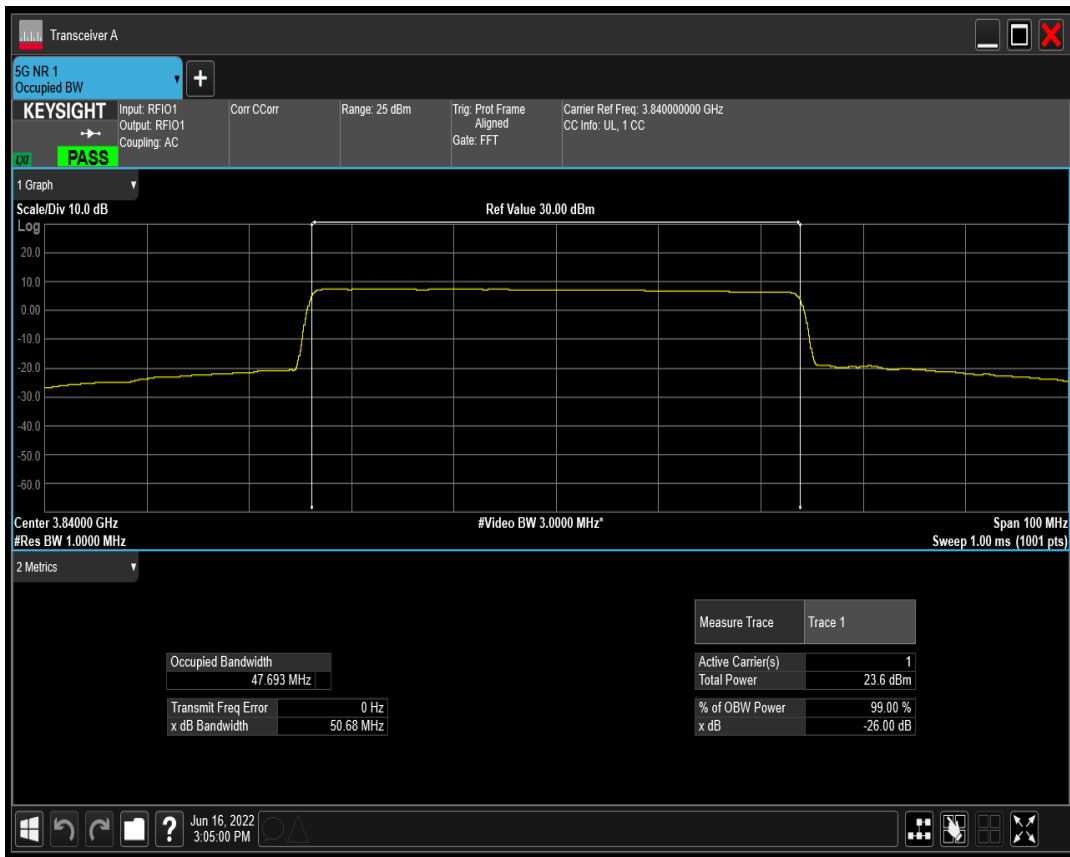 Transceiver A
5G NR 1
Occupied BW
+
KEYSIGHT
LXI
PASS
Input: RFIO1
Output: RFIO1
Coupling: AC
Corr CCorr
Range: 25 dBm
Trig: Prot Frame
Aligned
Gate: FFT
Carrier Ref Freq: 3.840000000 GHz
CC Info: UL, 1 CC
1 Graph
Scale/Div 10.0 dB
Ref Value 30.00 dBm
Log
20.0
10.0
0.00
-10.0
-20.0
-30.0
-40.0
-50.0
-60.0
Center 3.84000 GHz
#Video BW 3.0000 MHz*
Span 100 MHz
#Res BW 1.0000 MHz
Sweep 1.00 ms (1001 pts)
2 Metrics
Measure Trace Trace 1
Occupied Bandwidth
47.693 MHz
Active Carrier(s) 1
Total Power 23.6 dBm
Transmit Freq Error 0 Hz
x dB Bandwidth 50.68 MHz
% of OBW Power 99.00 %
x dB -26.00 dB
?
Jun 16, 2022
3:05:00 PM